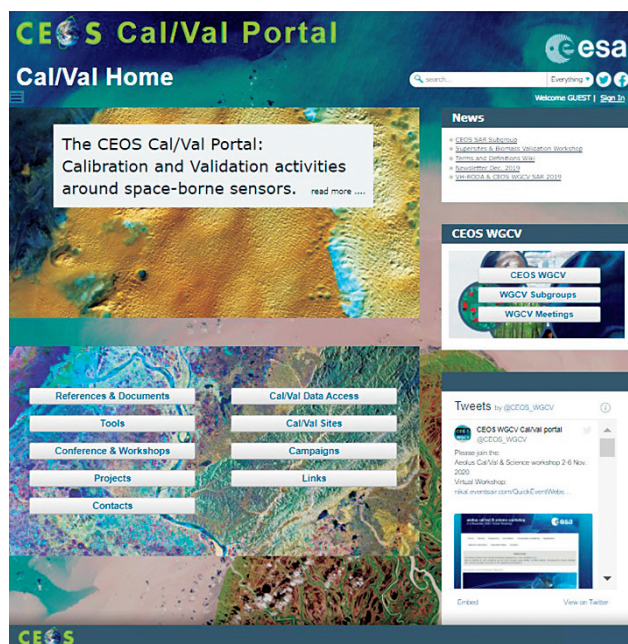 CEOS Cal/Val Portal
esa
Cal/Val Home
search...
Everything
Welcome GUEST | Sign In
The CEOS Cal/Val Portal:
Calibration and Validation activities
around space-borne sensors. read more ....
News
CEOS SAR Subgroup
Supersites & Biomass Validation Workshop
Terms and Definitions Wiki
Newsletter Dec. 2019
VH-RODA & CEOS WGCV SAR 2019
CEOS WGCV
CEOS WGCV
WGCV Subgroups
WGCV Meetings
References & Documents
Cal/Val Data Access
Tools
Cal/Val Sites
Conference & Workshops
Campaigns
Projects
Links
Contacts
Tweets by @CEOS_WGCV
CEOS WGCV Cal/Val portal
@CEOS_WGCV
Please join the:
Aeolus Cal/Val & Science workshop 2-6 Nov.
2020
Virtual Workshop:
nikal.eventsair.com/QuickEventWebs...
esa
Embed
View on Twitter
CEOS